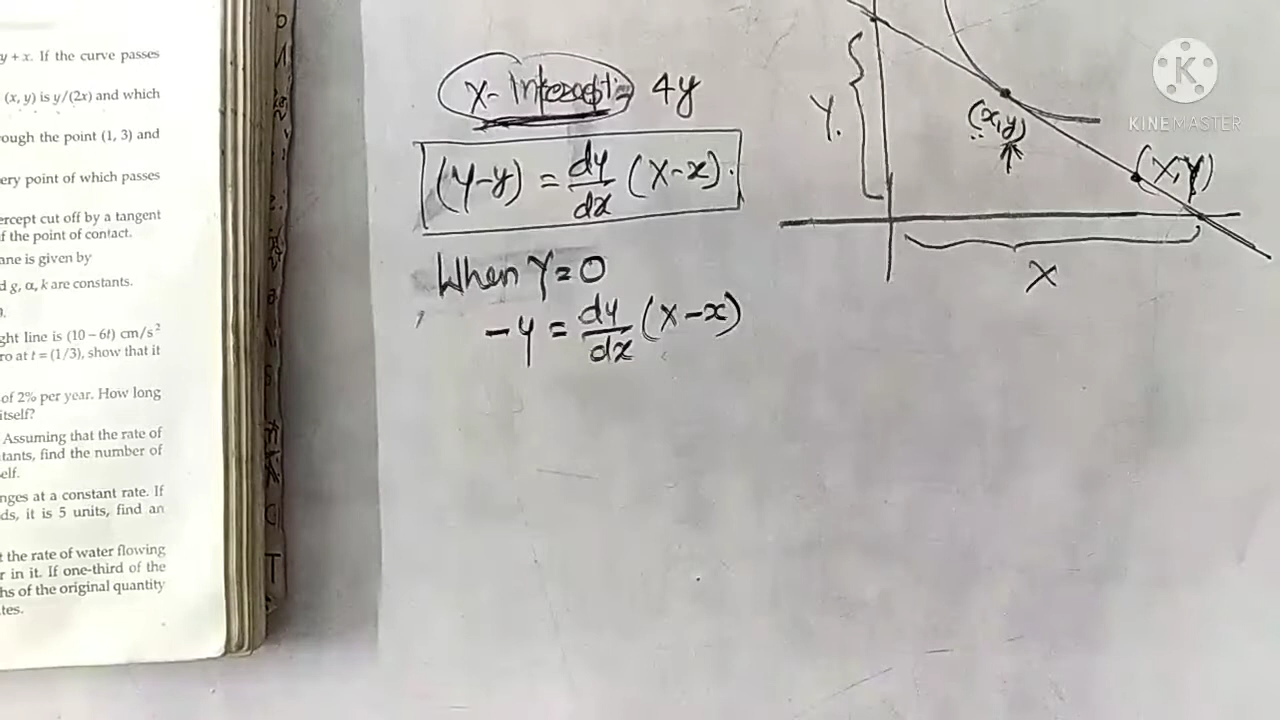 y + x. If the curve passes
(x, y) is y/(2x) and which
rough the point (1, 3) and
ery point of which passes
ercept cut off by a tangent
f the point of contact.
ane is given by
d g, α, k are constants.
ght line is (10 – 6t) cm/s²
ro at t = (1/3), show that it
of 2% per year. How long
itself?
Assuming that the rate of
tants, find the number of
self.
nges at a constant rate. If
ds, it is 5 units, find an
t the rate of water flowing
r in it. If one-third of the
hs of the original quantity
tes.
X- Intercept = 4y
(Y-y) = dy/dx (X-x).
When Y=0
-y = dy/dx (X-x)
Y.
(x,y)
(X,Y)
X
K
KINEMASTER